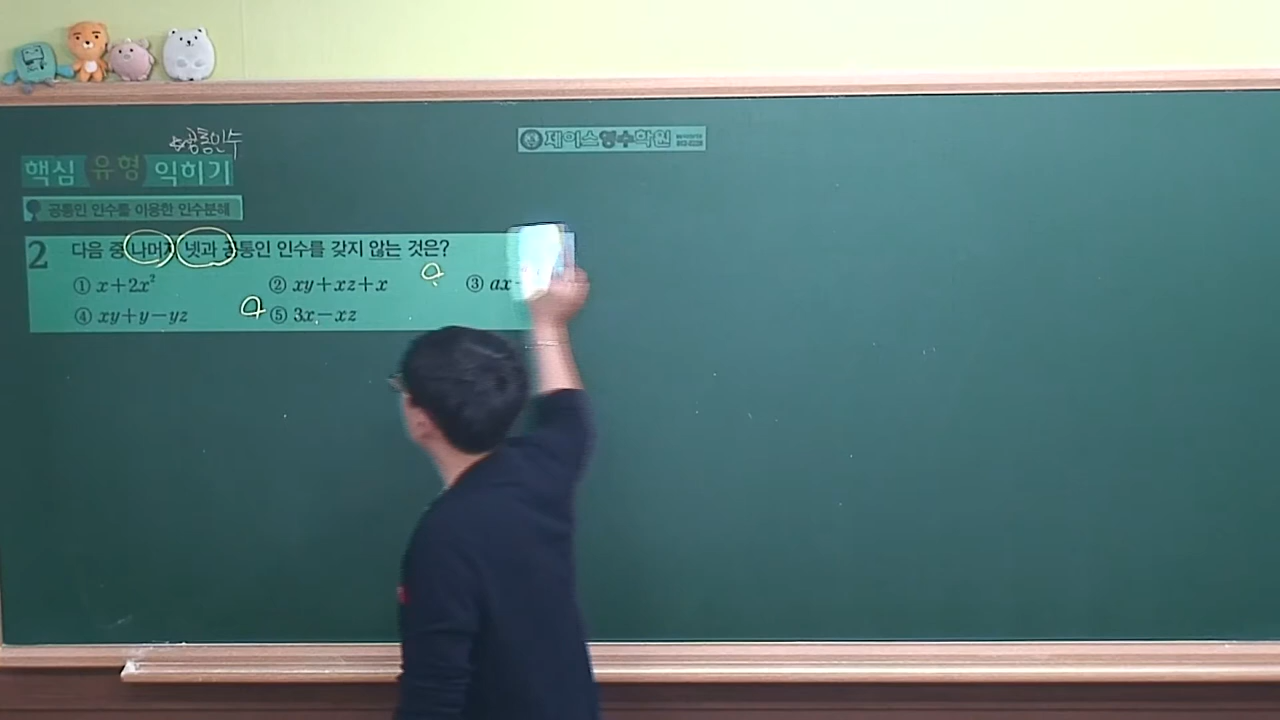 공통인수
제이스영수학원
핵심 유형 익히기
공통인 인수를 이용한 인수분해
2 다음 중 나머지 넷과 공통인 인수를 갖지 않는 것은?
① x+2x² ② xy+xz+x ③ ax
④ xy+y−yz ⑤ 3x−xz
a
a